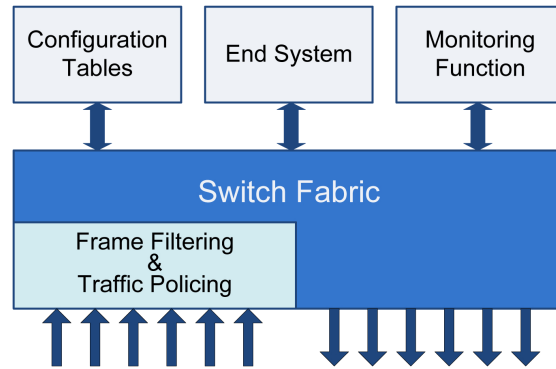 Configuration
Tables
End System
Monitoring
Function
Switch Fabric
Frame Filtering
&
Traffic Policing